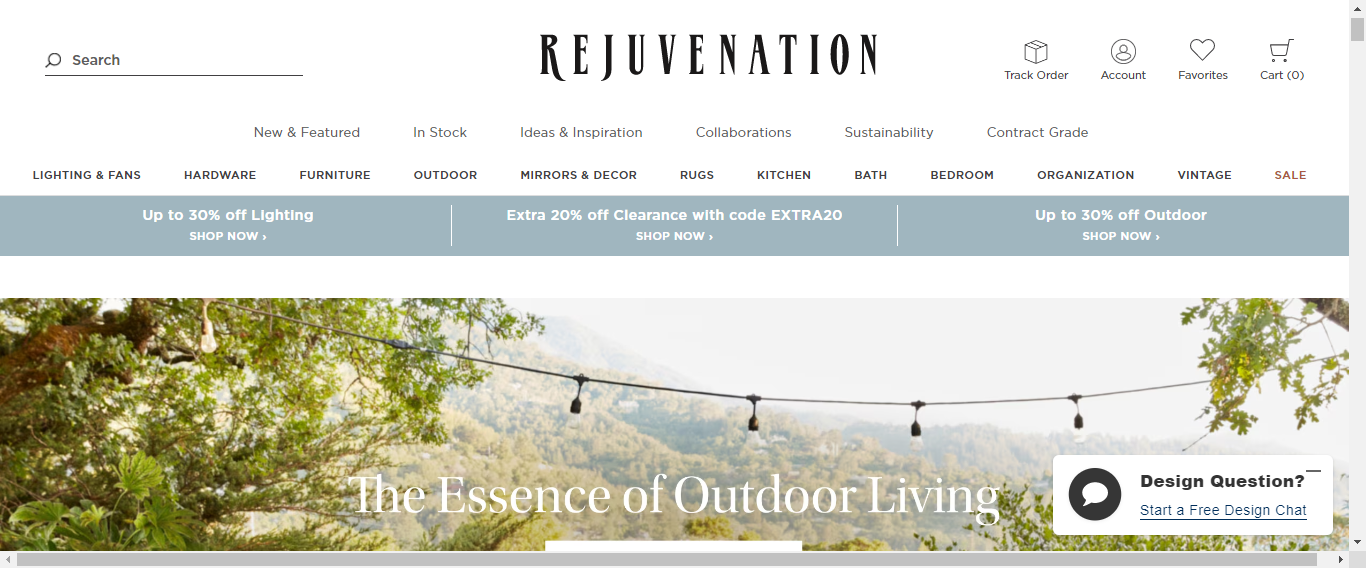 Search
REJUVENATION
Track Order
Account
Favorites
Cart (0)
New & Featured
In Stock
Ideas & Inspiration
Collaborations
Sustainability
Contract Grade
LIGHTING & FANS
HARDWARE
FURNITURE
OUTDOOR
MIRRORS & DECOR
RUGS
KITCHEN
BATH
BEDROOM
ORGANIZATION
VINTAGE
SALE
Up to 30% off Lighting
SHOP NOW ›
Extra 20% off Clearance with code EXTRA20
SHOP NOW ›
Up to 30% off Outdoor
SHOP NOW ›
The Essence of Outdoor Living
Design Question?
Start a Free Design Chat